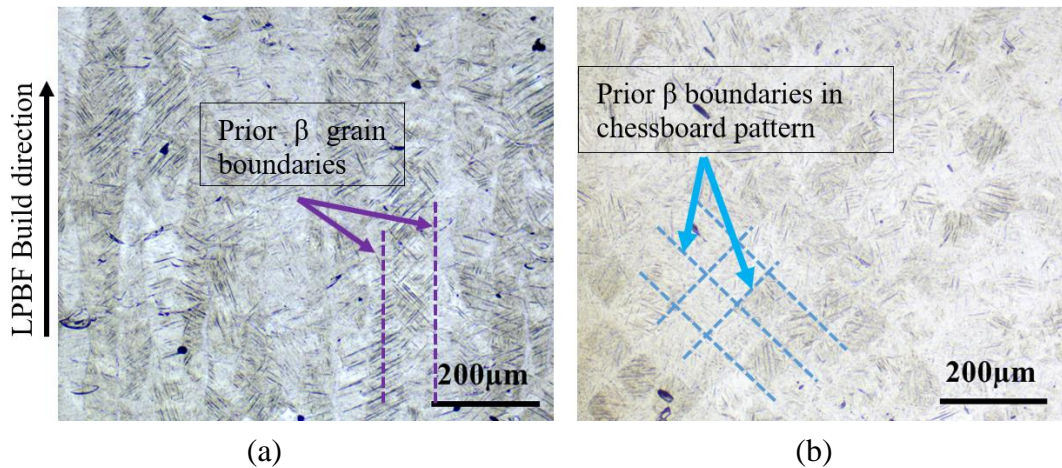 LPBF Build direction
Prior β grain
boundaries
200μm
(a)
Prior β boundaries in
chessboard pattern
200μm
(b)